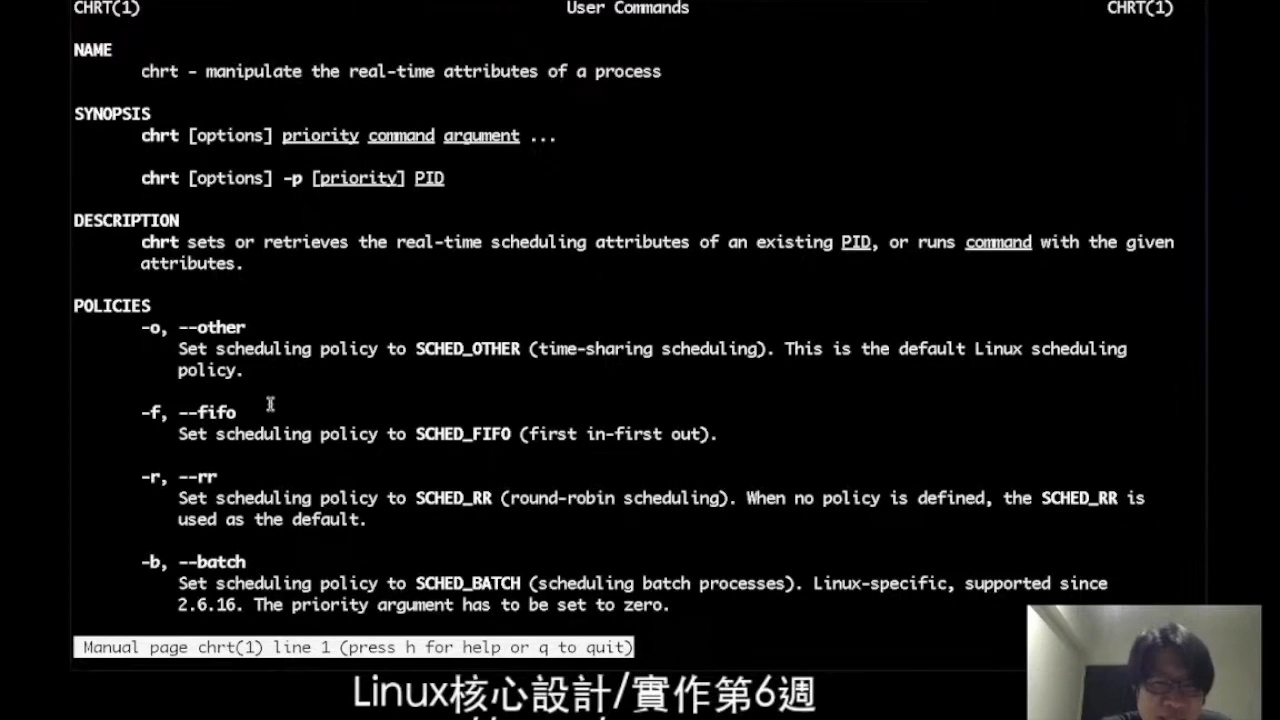 CHRT(1) User Commands CHRT(1)
NAME
chrt - manipulate the real-time attributes of a process
SYNOPSIS
chrt [options] priority command argument ...
chrt [options] -p [priority] PID
DESCRIPTION
chrt sets or retrieves the real-time scheduling attributes of an existing PID, or runs command with the given
attributes.
POLICIES
-o, --other
Set scheduling policy to SCHED_OTHER (time-sharing scheduling). This is the default Linux scheduling
policy.
-f, --fifo
Set scheduling policy to SCHED_FIFO (first in-first out).
-r, --rr
Set scheduling policy to SCHED_RR (round-robin scheduling). When no policy is defined, the SCHED_RR is
used as the default.
-b, --batch
Set scheduling policy to SCHED_BATCH (scheduling batch processes). Linux-specific, supported since
2.6.16. The priority argument has to be set to zero.
Manual page chrt(1) line 1 (press h for help or q to quit)
Linux核心設計/實作第6週